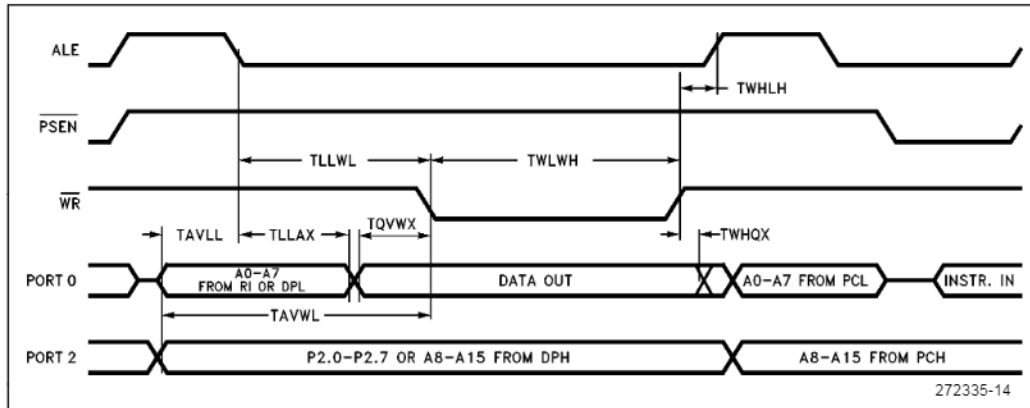 ALE
TWHLH
PSEN
TLLWL
TWLWH
WR
TAVLL
TLLAX
TQVWX
TWHQX
PORT 0
A0-A7
FROM RI OR DPL
DATA OUT
A0-A7 FROM PCL
INSTR. IN
TAVWL
PORT 2
P2.0-P2.7 OR A8-A15 FROM DPH
A8-A15 FROM PCH
272335-14